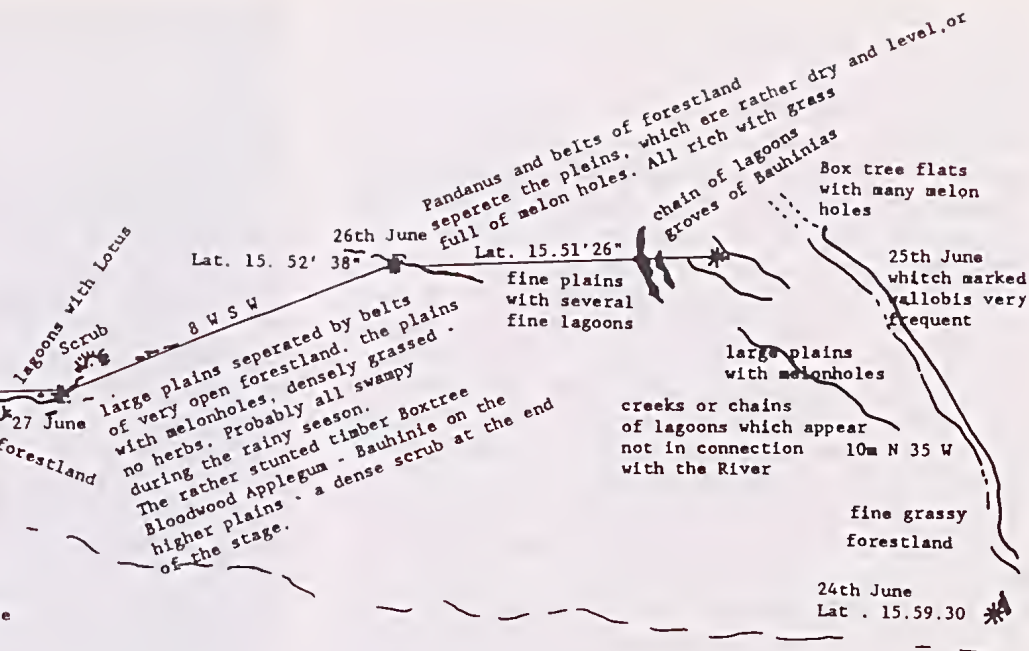 Pandanus and belts of forestland
seperete the pleins, which ere rather dry and level,or
full of melon holes. All rich with grass
chain of lagoons
groves of Bauhinias
Box tree flats
with many melon
holes
26th June
Lat. 15. 52' 38"
Lat. 15.51'26"
25th June
whitch marked
wallobis very
frequent
lagoons with Lotus
Scrub
8 W S W
fine plains
with several
fine lagoons
27 June
forestland
large plains seperated by belts
of very open forestland. the plains
with melonholes, densely grassed -
no herbs. Probably all swampy
during the rainy season.
The rather stunted timber Boxtree
Bloodwood Applegum - Bauhinie on the
higher plains - a dense scrub at the end
of the stage.
large plains
with melonholes
creeks or chains
of lagoons which appear
not in connection
with the River
10m N 35 W
fine grassy
forestland
24th June
Lat . 15.59.30
e